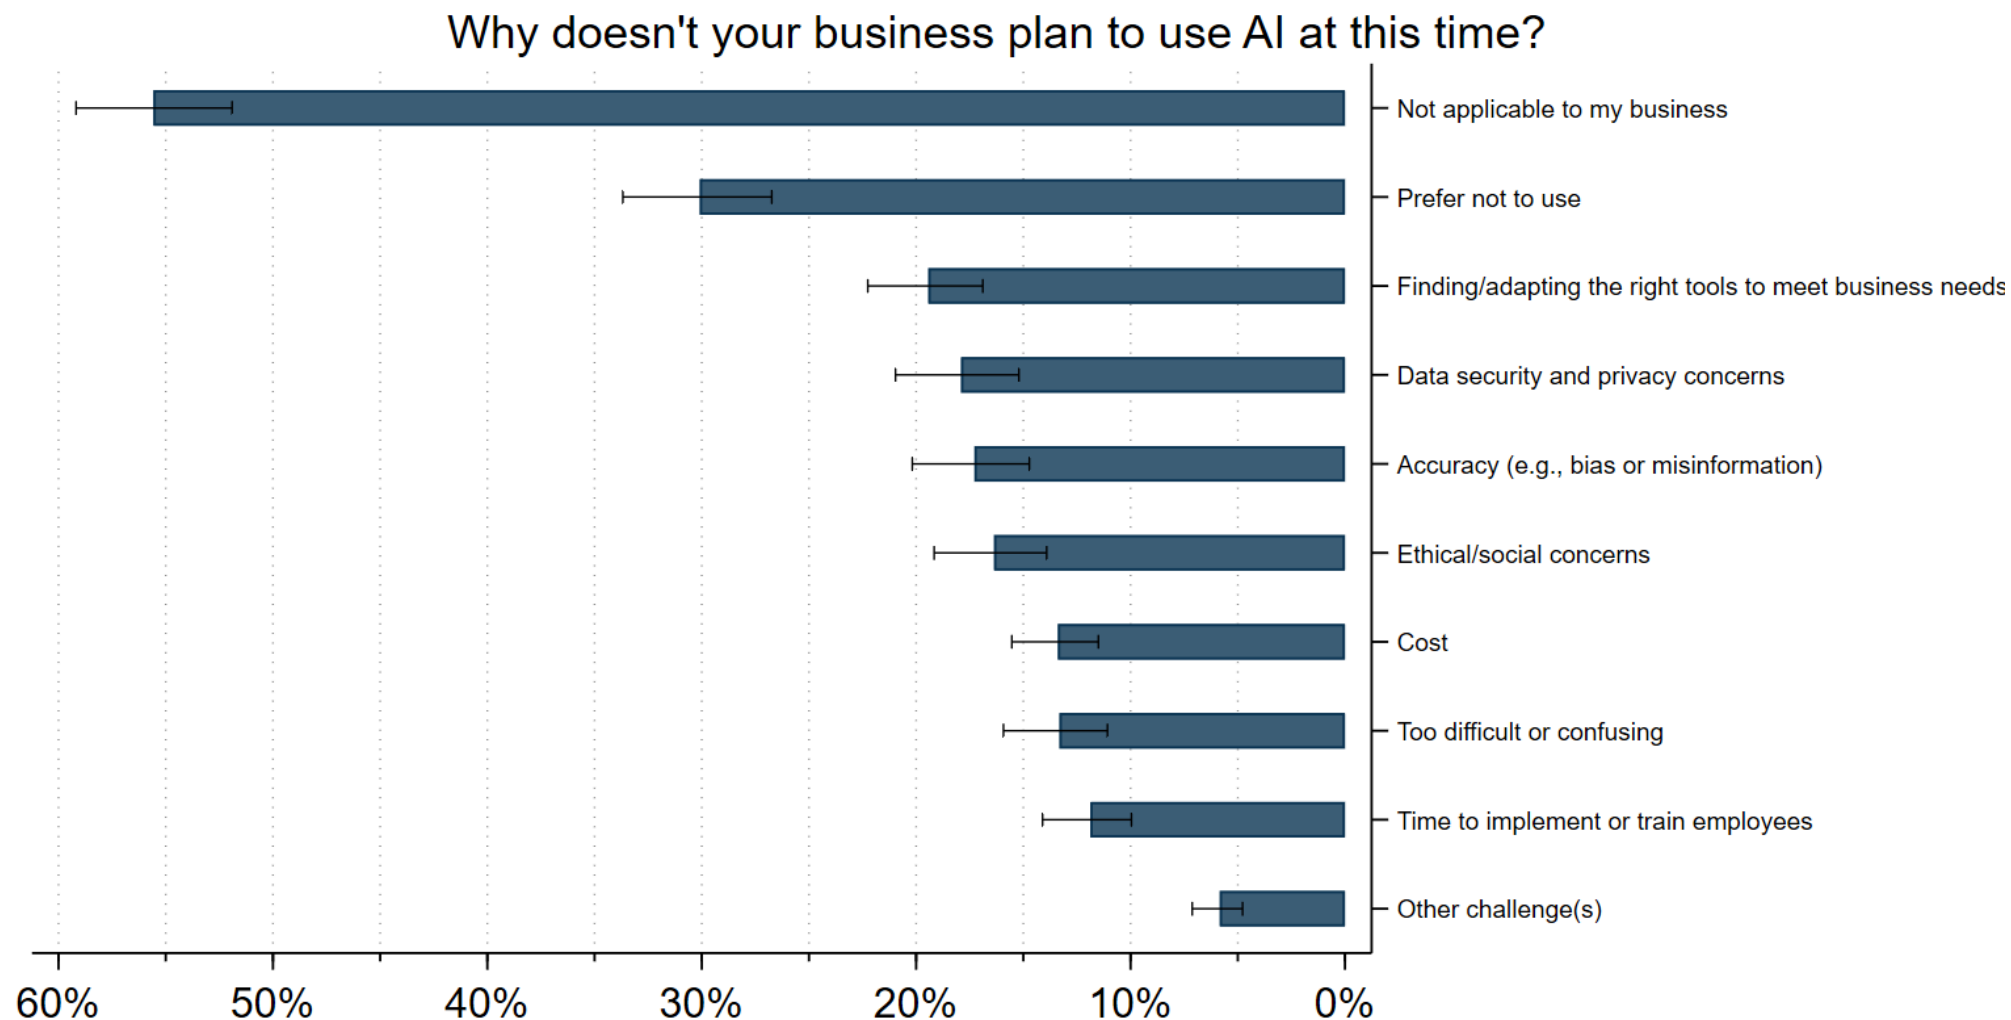 Why doesn't your business plan to use AI at this time?
Not applicable to my business
Prefer not to use
Finding/adapting the right tools to meet business needs
Data security and privacy concerns
Accuracy (e.g., bias or misinformation)
Ethical/social concerns
Cost
Too difficult or confusing
Time to implement or train employees
Other challenge(s)
60% 50% 40% 30% 20% 10% 0%